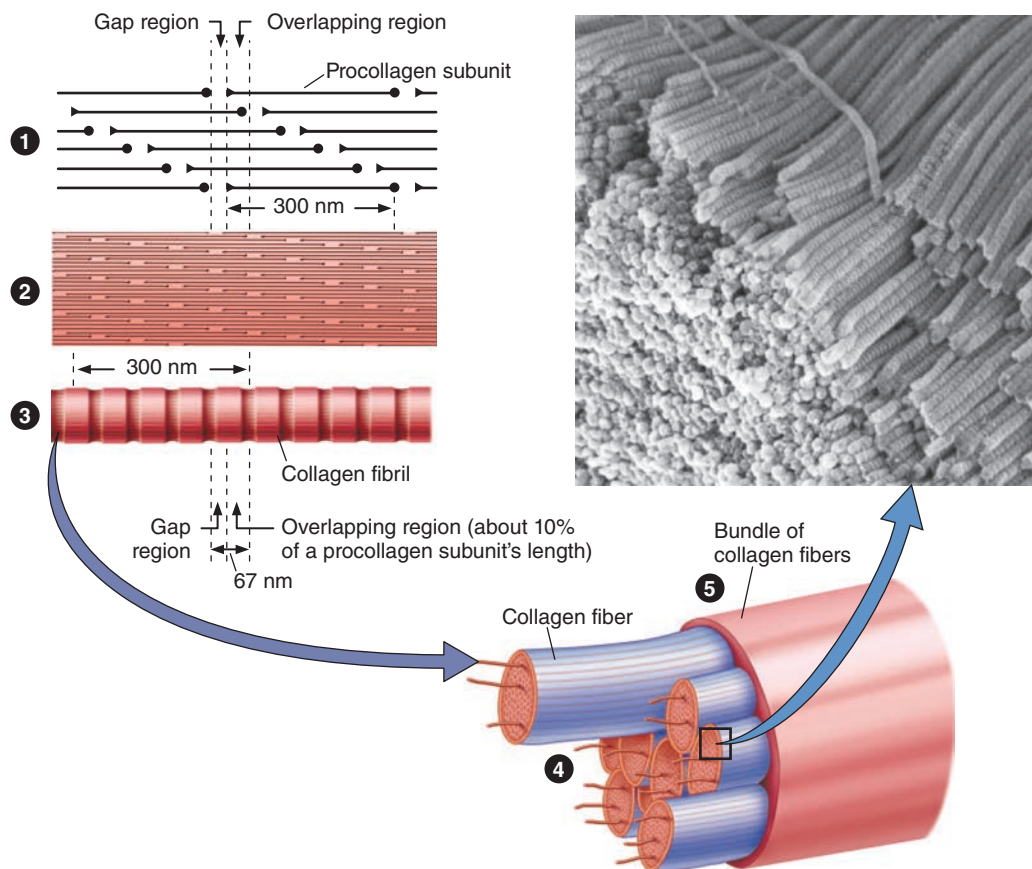 Gap region
Overlapping region
Procollagen subunit
1
300 nm
2
300 nm
3
Collagen fibril
Gap
region
Overlapping region (about 10%
of a procollagen subunit's length)
67 nm
Bundle of
collagen fibers
5
Collagen fiber
4